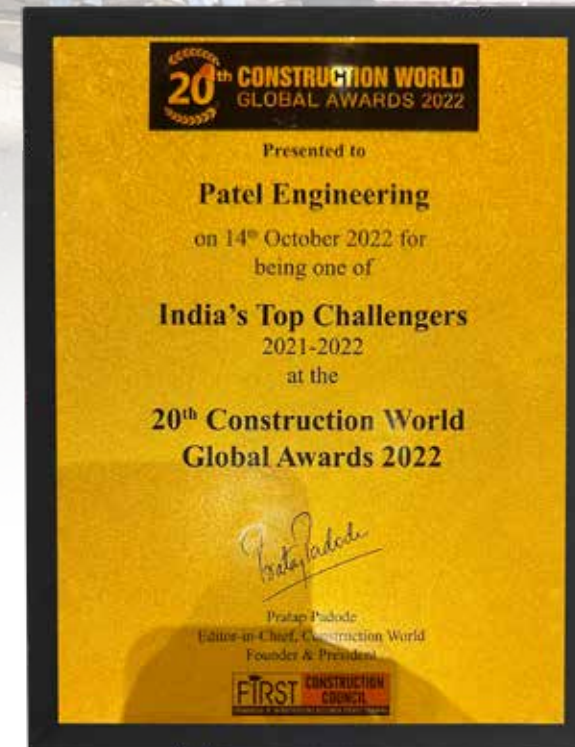 20th CONSTRUCTION WORLD
GLOBAL AWARDS 2022
Presented to
Patel Engineering
on 14th October 2022 for
being one of
India's Top Challengers
2021-2022
at the
20th Construction World
Global Awards 2022
Pratap Padode
Pratap Padode
Editor-in-Chief, Construction World
Founder & President
FIRST CONSTRUCTION
COUNCIL